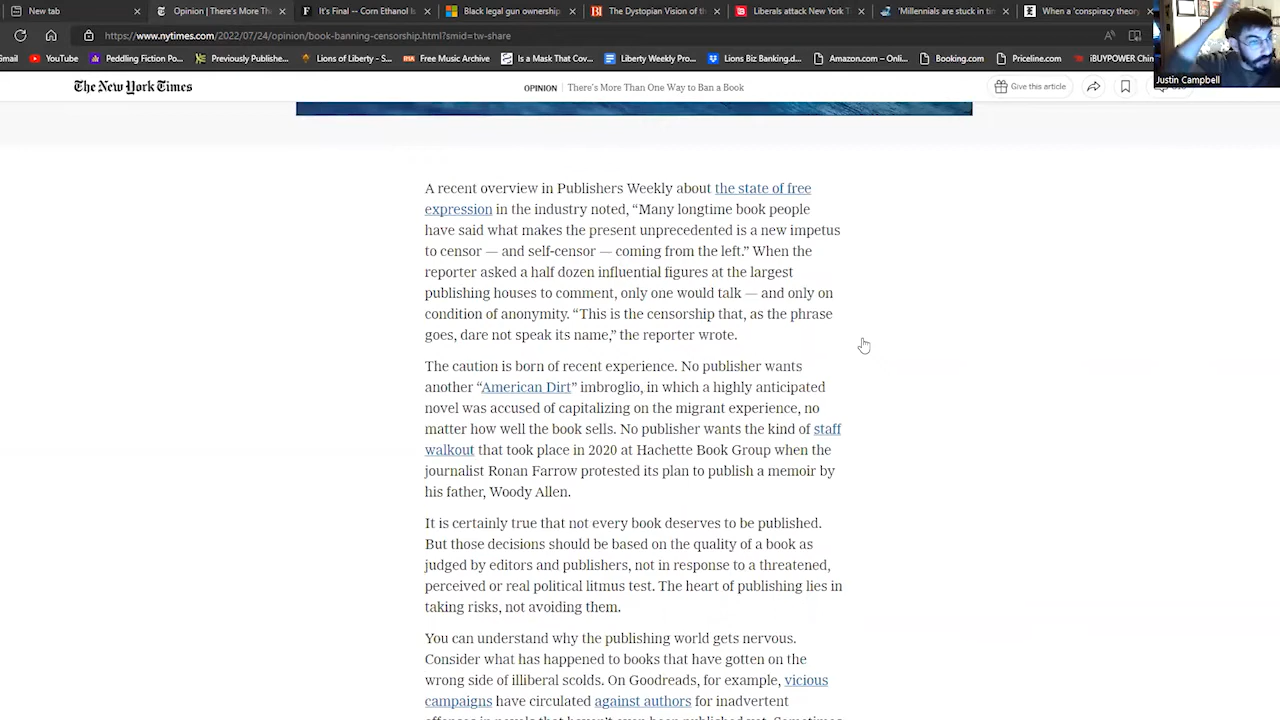 New tab
Opinion | There's More Tha
It's Final -- Corn Ethanol Is
Black legal gun ownership
The Dystopian Vision of th
Liberals attack New York T
'Millennials are stuck in tim
When a 'conspiracy theory
https://www.nytimes.com/2022/07/24/opinion/book-banning-censorship.html?smid=tw-share
Gmail
YouTube
Peddling Fiction Po...
Previously Publishe...
Lions of Liberty - S...
Free Music Archive
Is a Mask That Cov...
Liberty Weekly Pro...
Lions Biz Banking.d...
Amazon.com – Onli...
Booking.com
Priceline.com
iBUYPOWER Chin
Justin Campbell
The New York Times
OPINION | There's More Than One Way to Ban a Book
Give this article
A recent overview in Publishers Weekly about the state of free
expression in the industry noted, “Many longtime book people
have said what makes the present unprecedented is a new impetus
to censor — and self-censor — coming from the left.” When the
reporter asked a half dozen influential figures at the largest
publishing houses to comment, only one would talk — and only on
condition of anonymity. “This is the censorship that, as the phrase
goes, dare not speak its name,” the reporter wrote.
The caution is born of recent experience. No publisher wants
another “American Dirt” imbroglio, in which a highly anticipated
novel was accused of capitalizing on the migrant experience, no
matter how well the book sells. No publisher wants the kind of staff
walkout that took place in 2020 at Hachette Book Group when the
journalist Ronan Farrow protested its plan to publish a memoir by
his father, Woody Allen.
It is certainly true that not every book deserves to be published.
But those decisions should be based on the quality of a book as
judged by editors and publishers, not in response to a threatened,
perceived or real political litmus test. The heart of publishing lies in
taking risks, not avoiding them.
You can understand why the publishing world gets nervous.
Consider what has happened to books that have gotten on the
wrong side of illiberal scolds. On Goodreads, for example, vicious
campaigns have circulated against authors for inadvertent